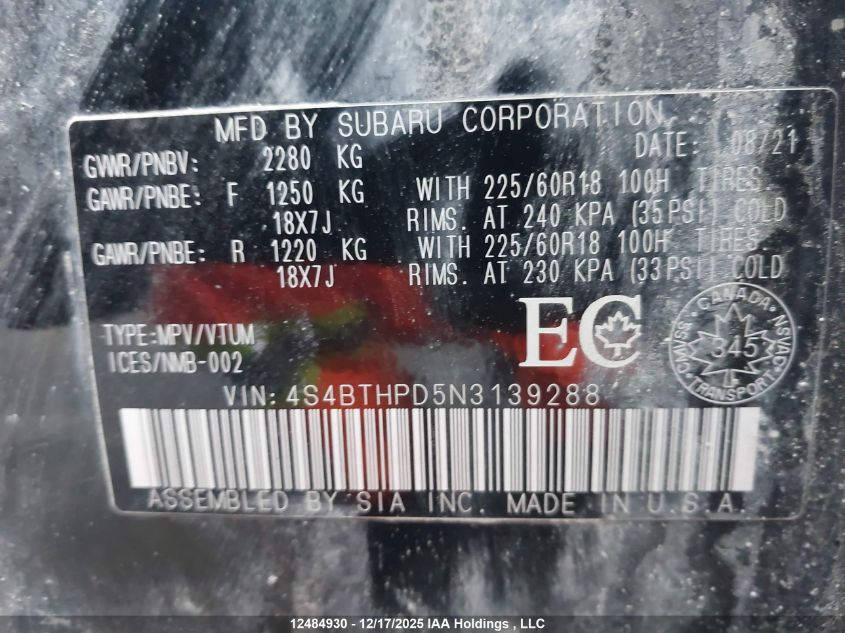 MFD BY SUBARU CORPORATION
GVWR/PNBV: 2280 KG DATE: 08/21
GAWR/PNBE: F 1250 KG WITH 225/60R18 100H TIRES.
18X7J RIMS. AT 240 KPA (35PSI) COLD
GAWR/PNBE: R 1220 KG WITH 225/60R18 100H TIRES
18X7J RIMS. AT 230 KPA (33PSI) COLD
TYPE:MPV/VTUM
ICES/NMB-002
EC
CANADA
CMVSS NSVAC
345
TRANSPORT
VIN: 4S4BTHPD5N3139288
ASSEMBLED BY SIA INC. MADE IN U.S.A.
12484930 - 12/17/2025 IAA Holdings , LLC